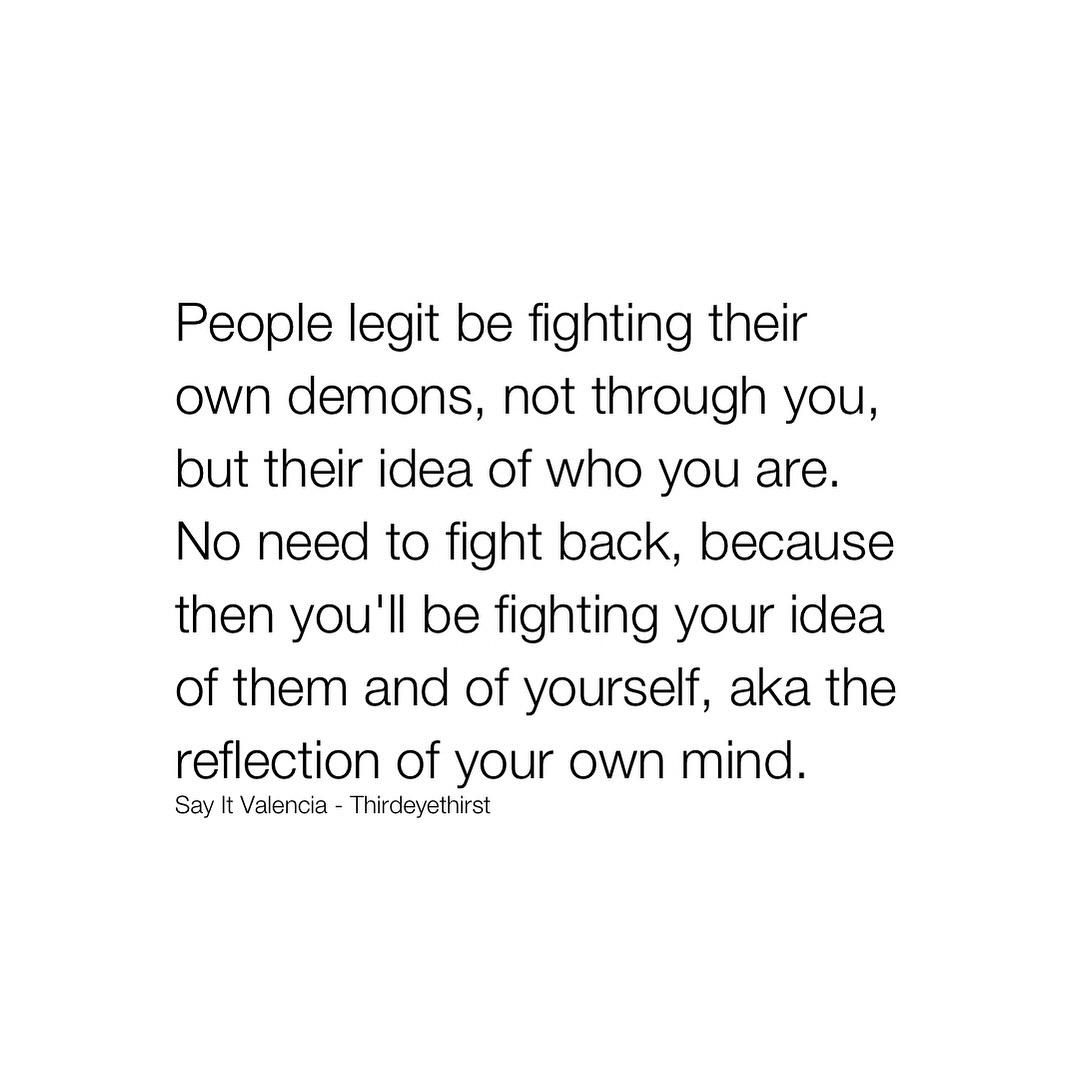 People legit be fighting their
own demons, not through you,
but their idea of who you are.
No need to fight back, because
then you'll be fighting your idea
of them and of yourself, aka the
reflection of your own mind.
Say It Valencia - Thirdeyethirst